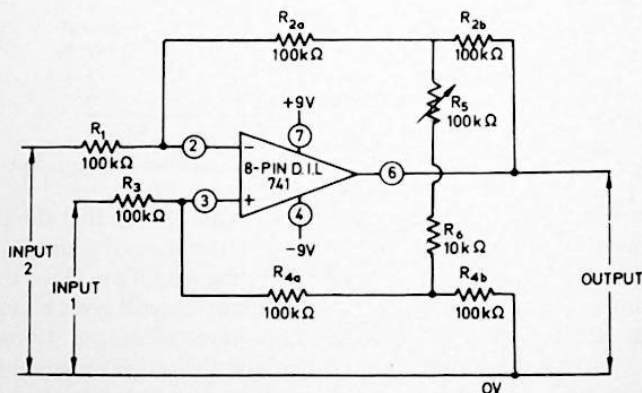 R2a
100kΩ
R2b
100kΩ
+9V
R5
100kΩ
R1
100kΩ
2
−
7
8-PIN D.I.L
741
6
R3
100kΩ
3
+
4
−9V
R6
10kΩ
INPUT
2
INPUT
1
R4a
100kΩ
R4b
100kΩ
OUTPUT
0V